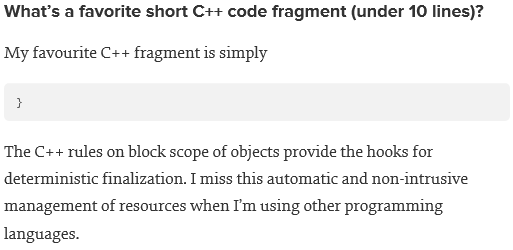 What’s a favorite short C++ code fragment (under 10 lines)?
My favourite C++ fragment is simply
}
The C++ rules on block scope of objects provide the hooks for
deterministic finalization. I miss this automatic and non-intrusive
management of resources when I’m using other programming
languages.